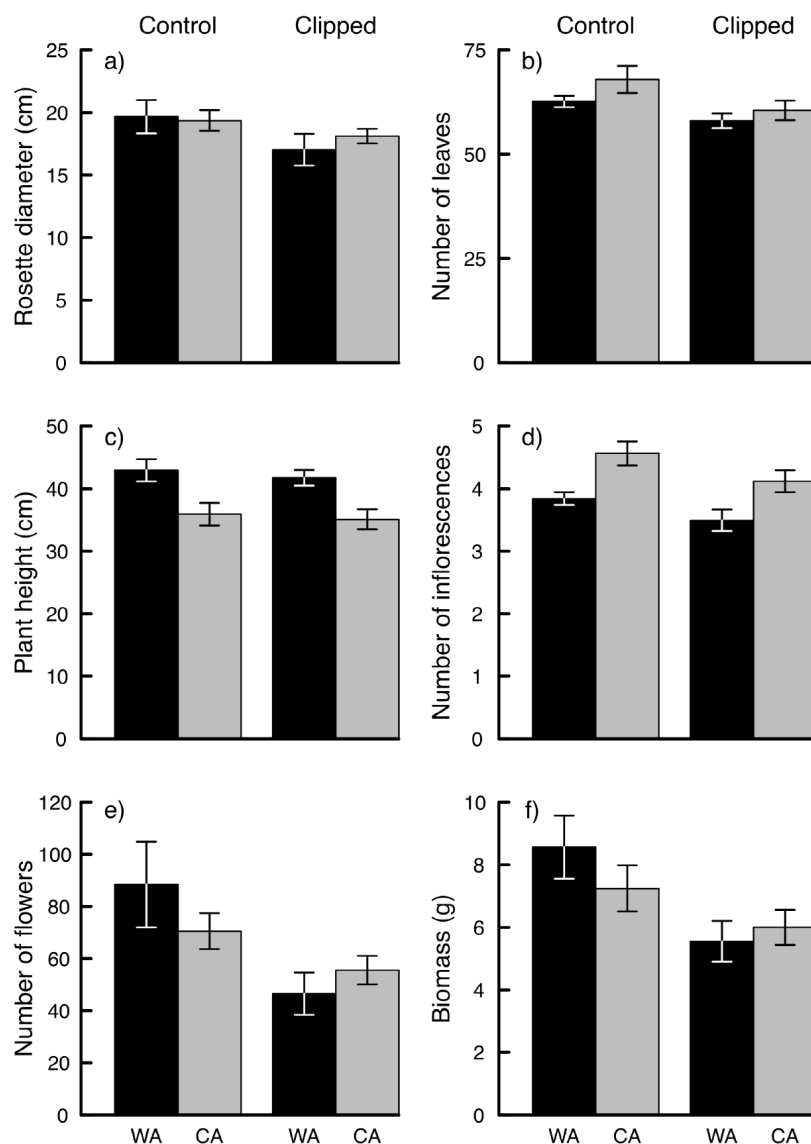 Control Clipped Control Clipped
a)
Rosette diameter (cm)
25
20
15
10
5
0
b)
Number of leaves
75
50
25
0
c)
Plant height (cm)
50
40
30
20
10
0
d)
Number of inflorescences
5
4
3
2
1
0
e)
Number of flowers
120
100
80
60
40
20
0
WA CA WA CA
f)
Biomass (g)
10
8
6
4
2
0
WA CA WA CA